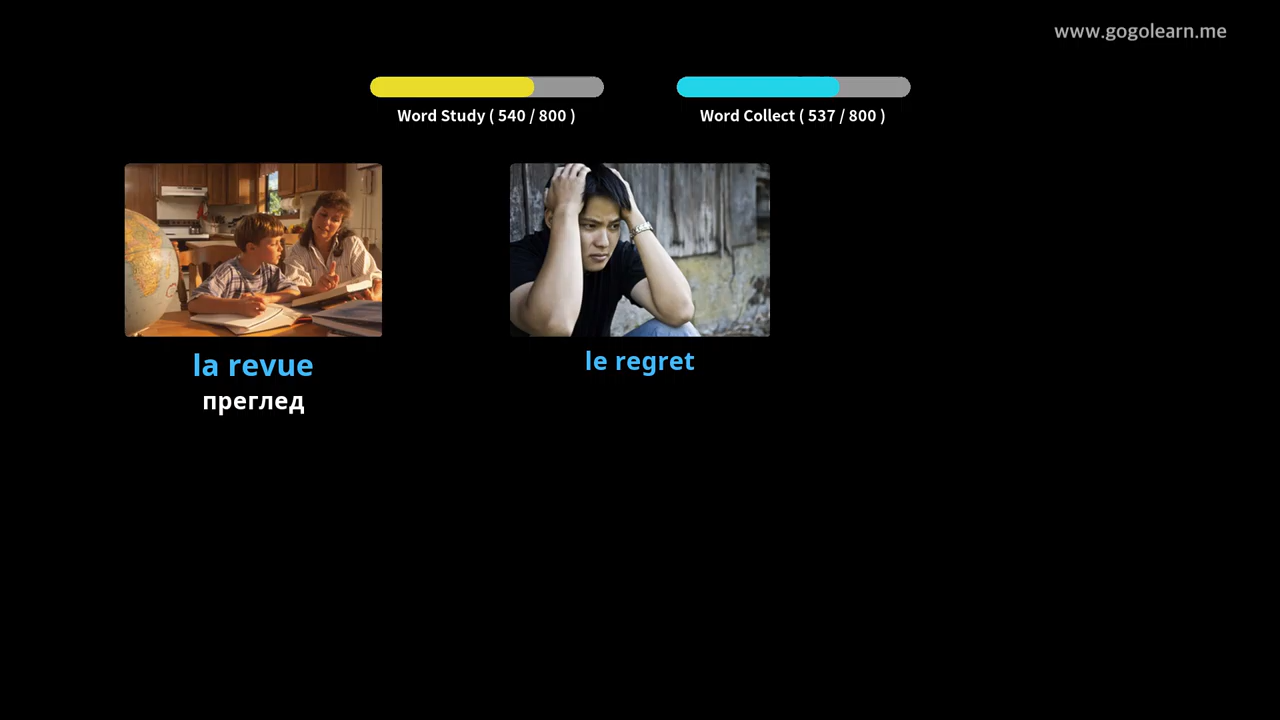 www.gogolearn.me
Word Study ( 540 / 800 )
Word Collect ( 537 / 800 )
la revue
преглед
le regret